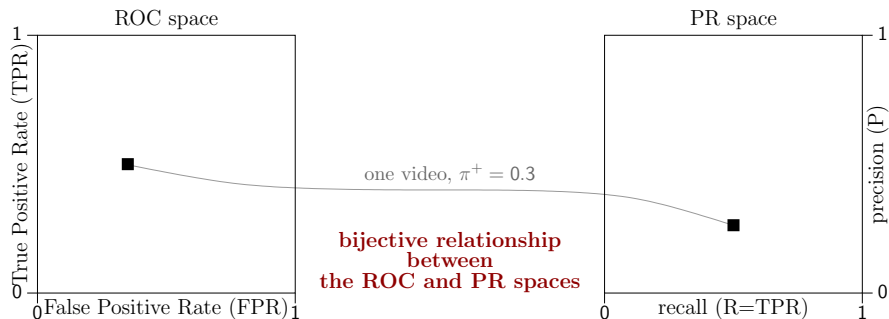 ROC space
PR space
1
1
True Positive Rate (TPR)
precision (P)
one video, π⁺ = 0.3
bijective relationship
between
the ROC and PR spaces
0
0
0
False Positive Rate (FPR)
1
0
recall (R=TPR)
1